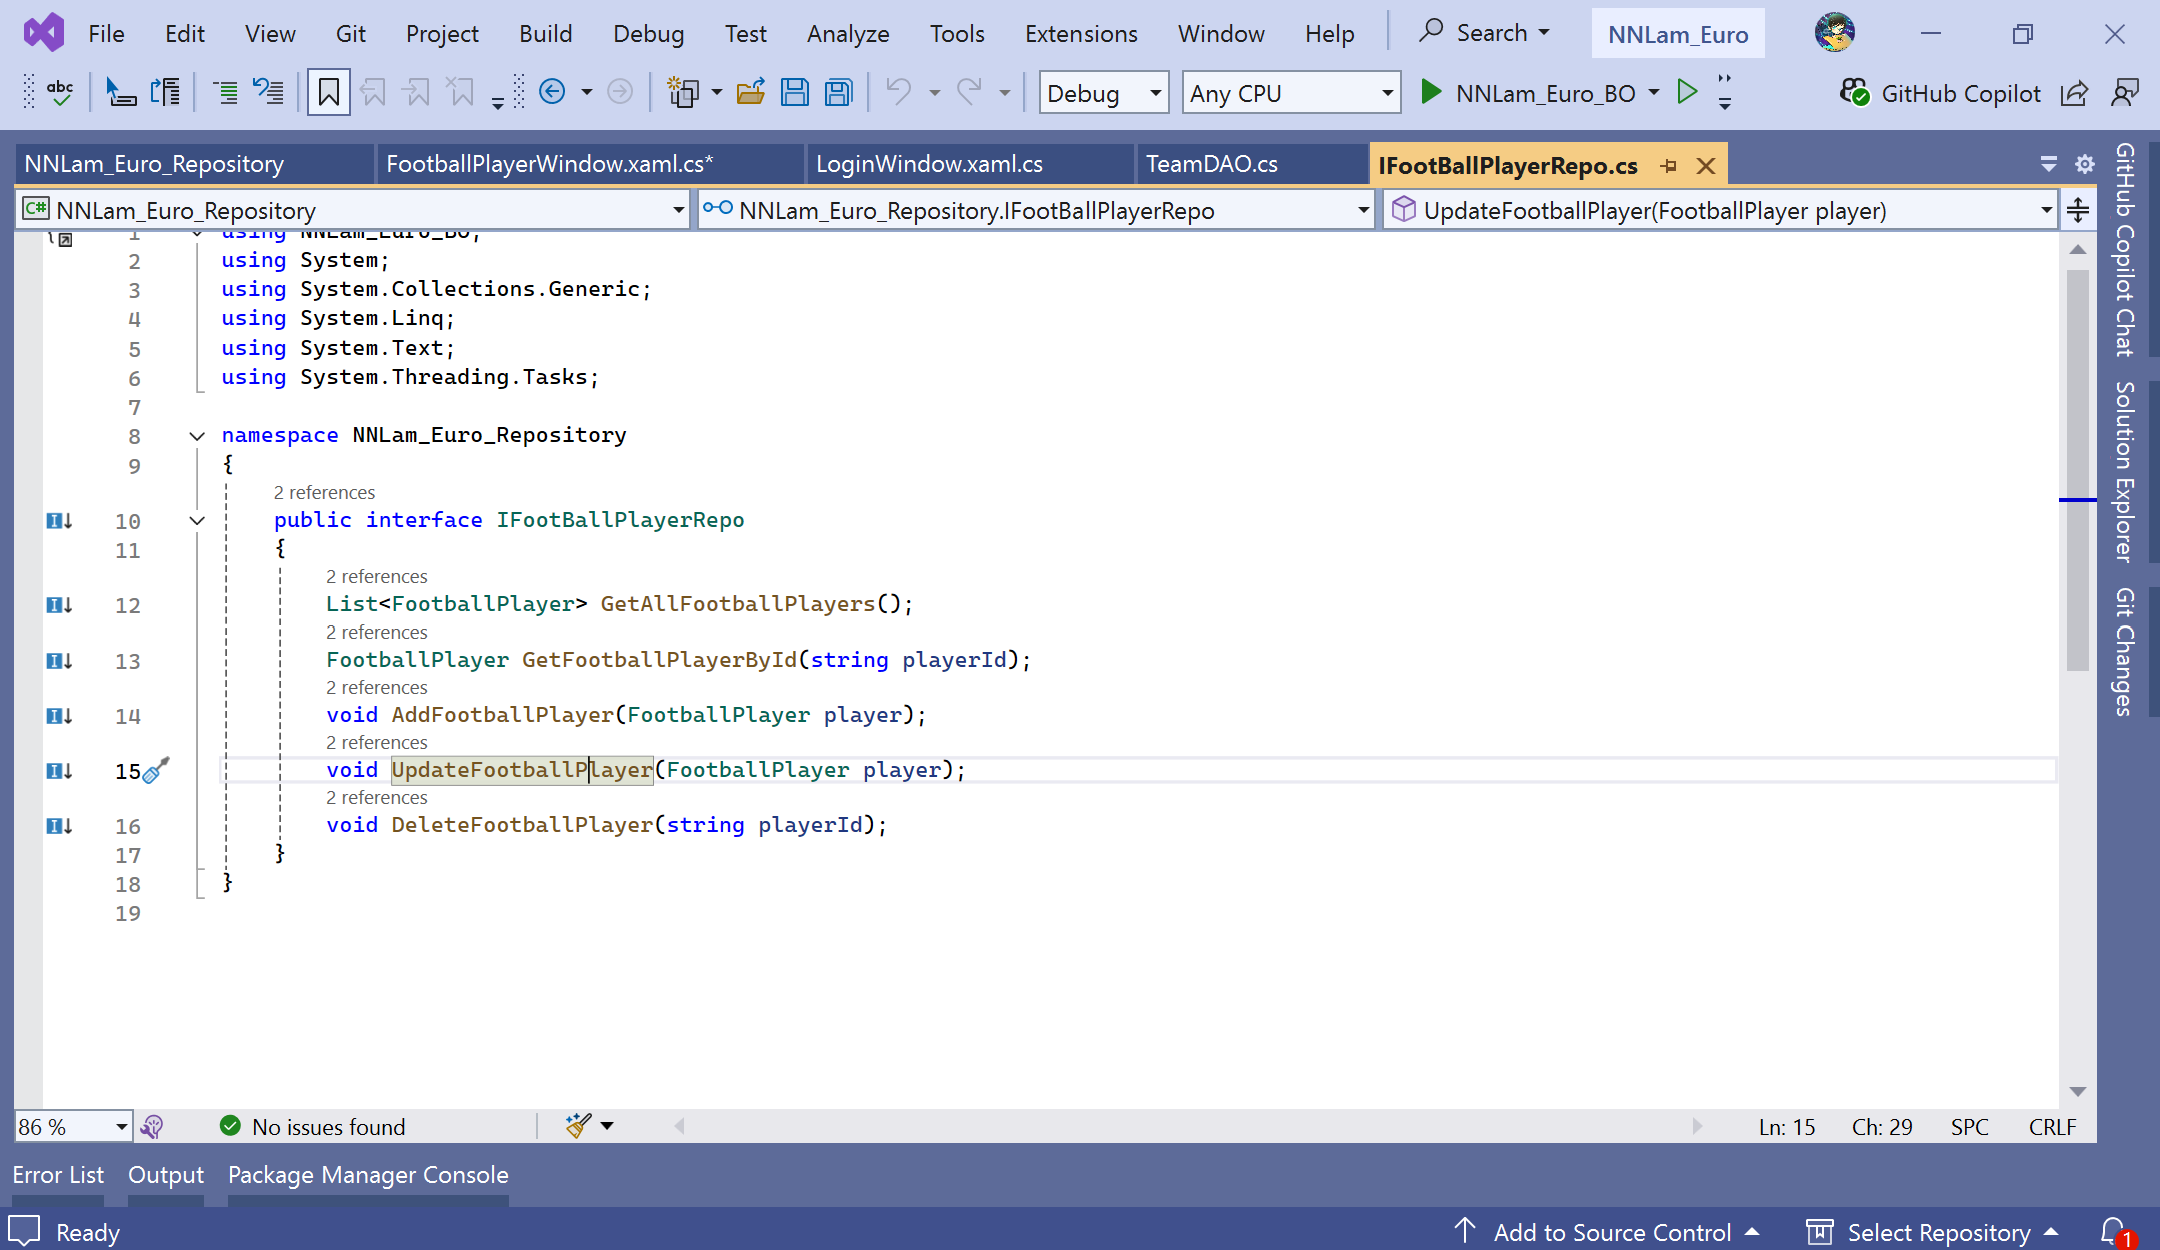 File Edit View Git Project Build Debug Test Analyze Tools Extensions Window Help Search NNLam_Euro
abc Debug Any CPU NNLam_Euro_BO GitHub Copilot
NNLam_Euro_Repository FootballPlayerWindow.xaml.cs* LoginWindow.xaml.cs TeamDAO.cs IFootBallPlayerRepo.cs
C# NNLam_Euro_Repository NNLam_Euro_Repository.IFootBallPlayerRepo UpdateFootballPlayer(FootballPlayer player)
1 using NNLam_Euro_BO;
2 using System;
3 using System.Collections.Generic;
4 using System.Linq;
5 using System.Text;
6 using System.Threading.Tasks;
7
8 namespace NNLam_Euro_Repository
9 {
2 references
10 public interface IFootBallPlayerRepo
11 {
2 references
12 List<FootballPlayer> GetAllFootballPlayers();
2 references
13 FootballPlayer GetFootballPlayerById(string playerId);
2 references
14 void AddFootballPlayer(FootballPlayer player);
2 references
15 void UpdateFootballPlayer(FootballPlayer player);
2 references
16 void DeleteFootballPlayer(string playerId);
17 }
18 }
19
GitHub Copilot Chat
Solution Explorer
Git Changes
86 % No issues found Ln: 15 Ch: 29 SPC CRLF
Error List Output Package Manager Console
Ready Add to Source Control Select Repository 1